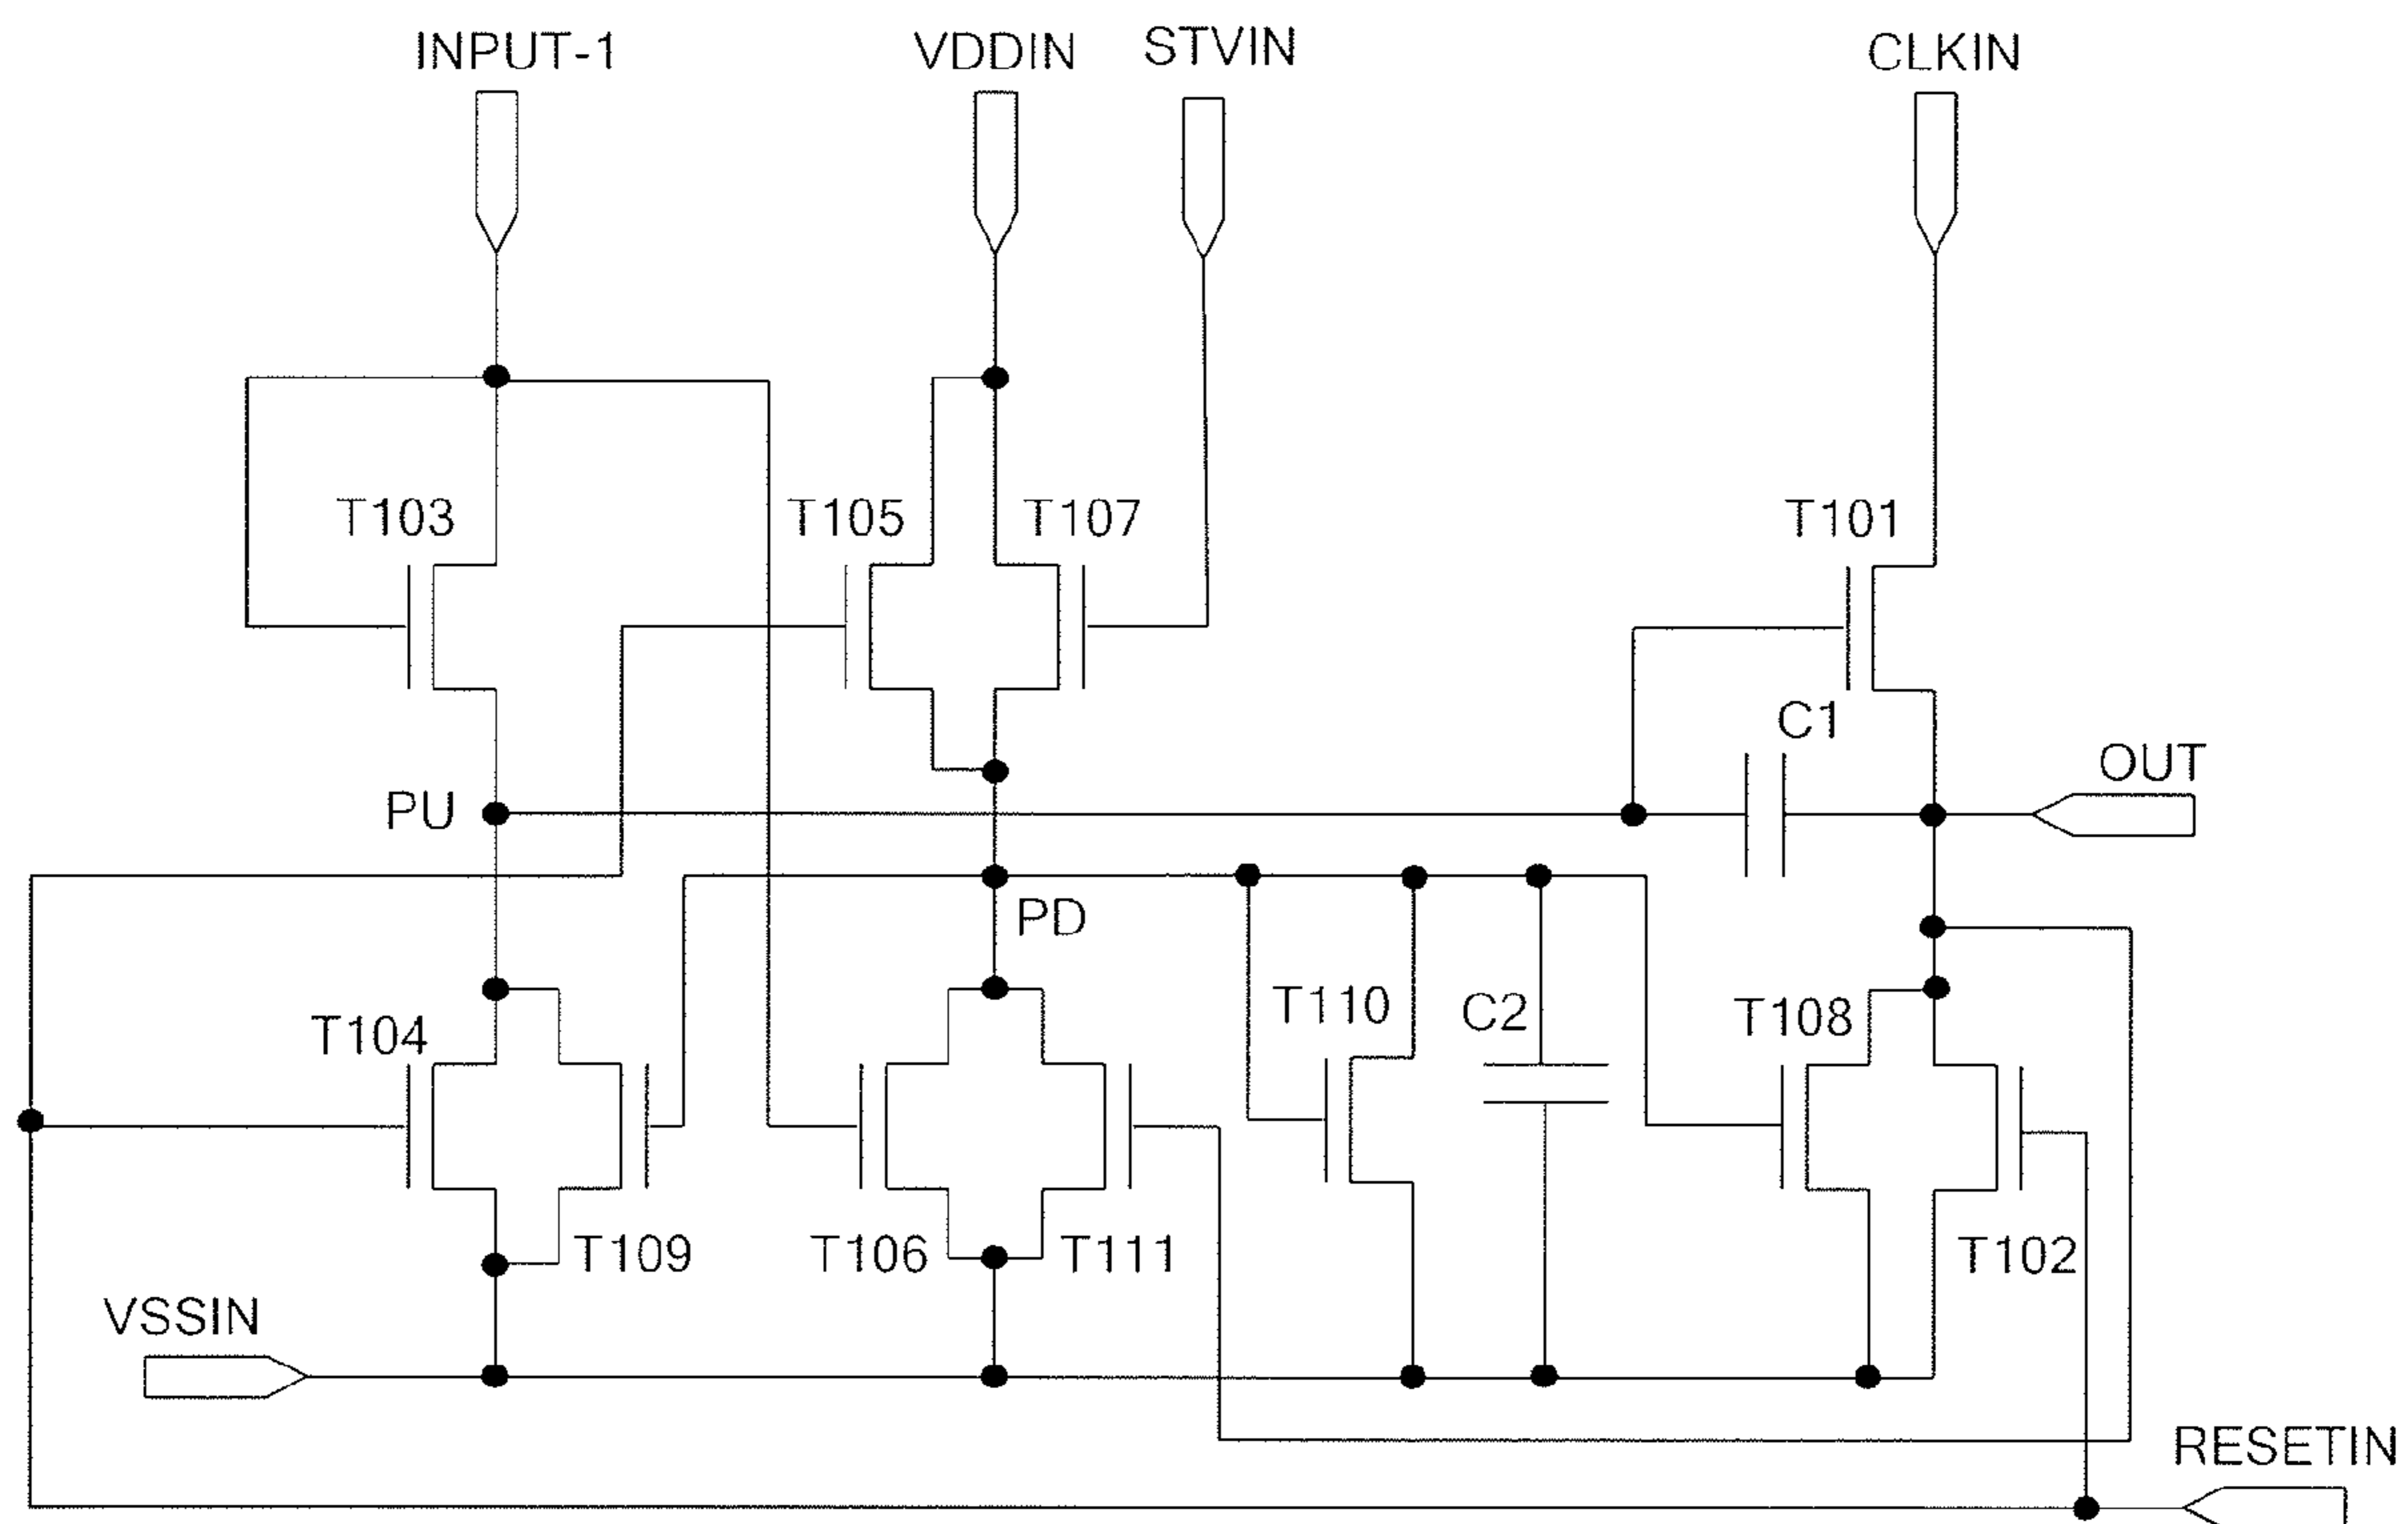 INPUT-1
VDDIN
STVIN
CLKIN
T103
T105
T107
T101
C1
OUT
PU
PD
T104
T110
C2
T108
T109
T106
T111
T102
VSSIN
RESETIN